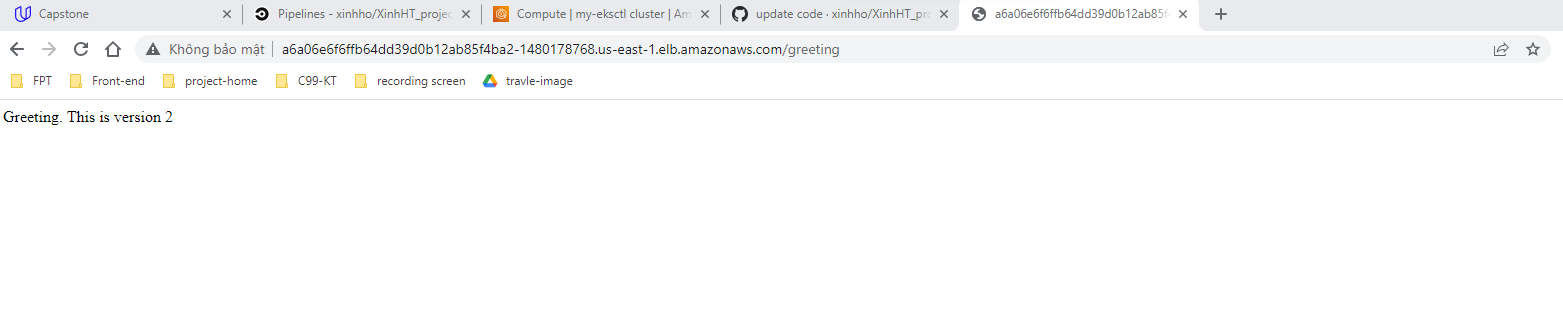 Capstone
Pipelines - xinhho/XinhHT_projec
Compute | my-eksctl cluster | Am
update code · xinhho/XinhHT_pro
a6a06e6f6ffb64dd39d0b12ab85f4
Không bảo mật a6a06e6f6ffb64dd39d0b12ab85f4ba2-1480178768.us-east-1.elb.amazonaws.com/greeting
FPT Front-end project-home C99-KT recording screen travle-image
Greeting. This is version 2